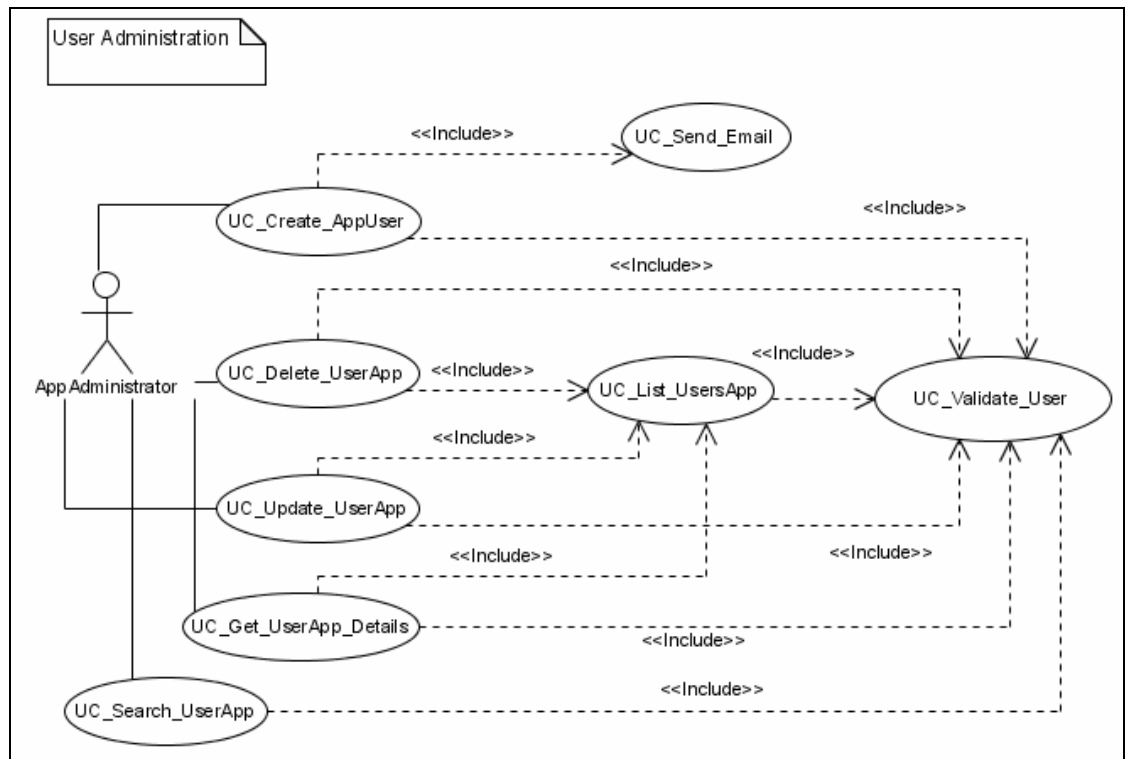 User Administration
<<Include>>
UC_Send_Email
UC_Create_AppUser
<<Include>>
<<Include>>
App Administrator
UC_Delete_UserApp
<<Include>>
UC_List_UsersApp
<<Include>>
UC_Validate_User
<<Include>>
UC_Update_UserApp
<<Include>>
<<Include>>
UC_Get_UserApp_Details
<<Include>>
UC_Search_UserApp
<<Include>>